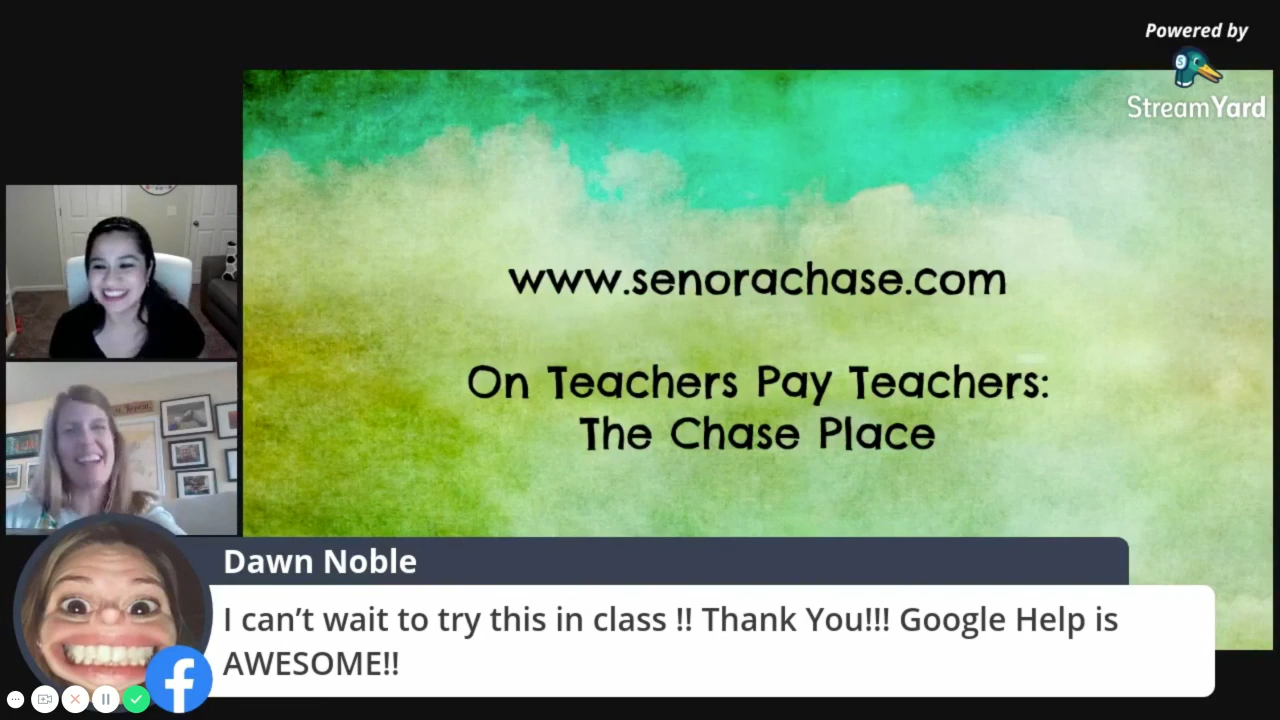 Powered by
StreamYard
www.senorachase.com
On Teachers Pay Teachers:
The Chase Place
Dawn Noble
I can’t wait to try this in class !! Thank You!!! Google Help is
AWESOME!!